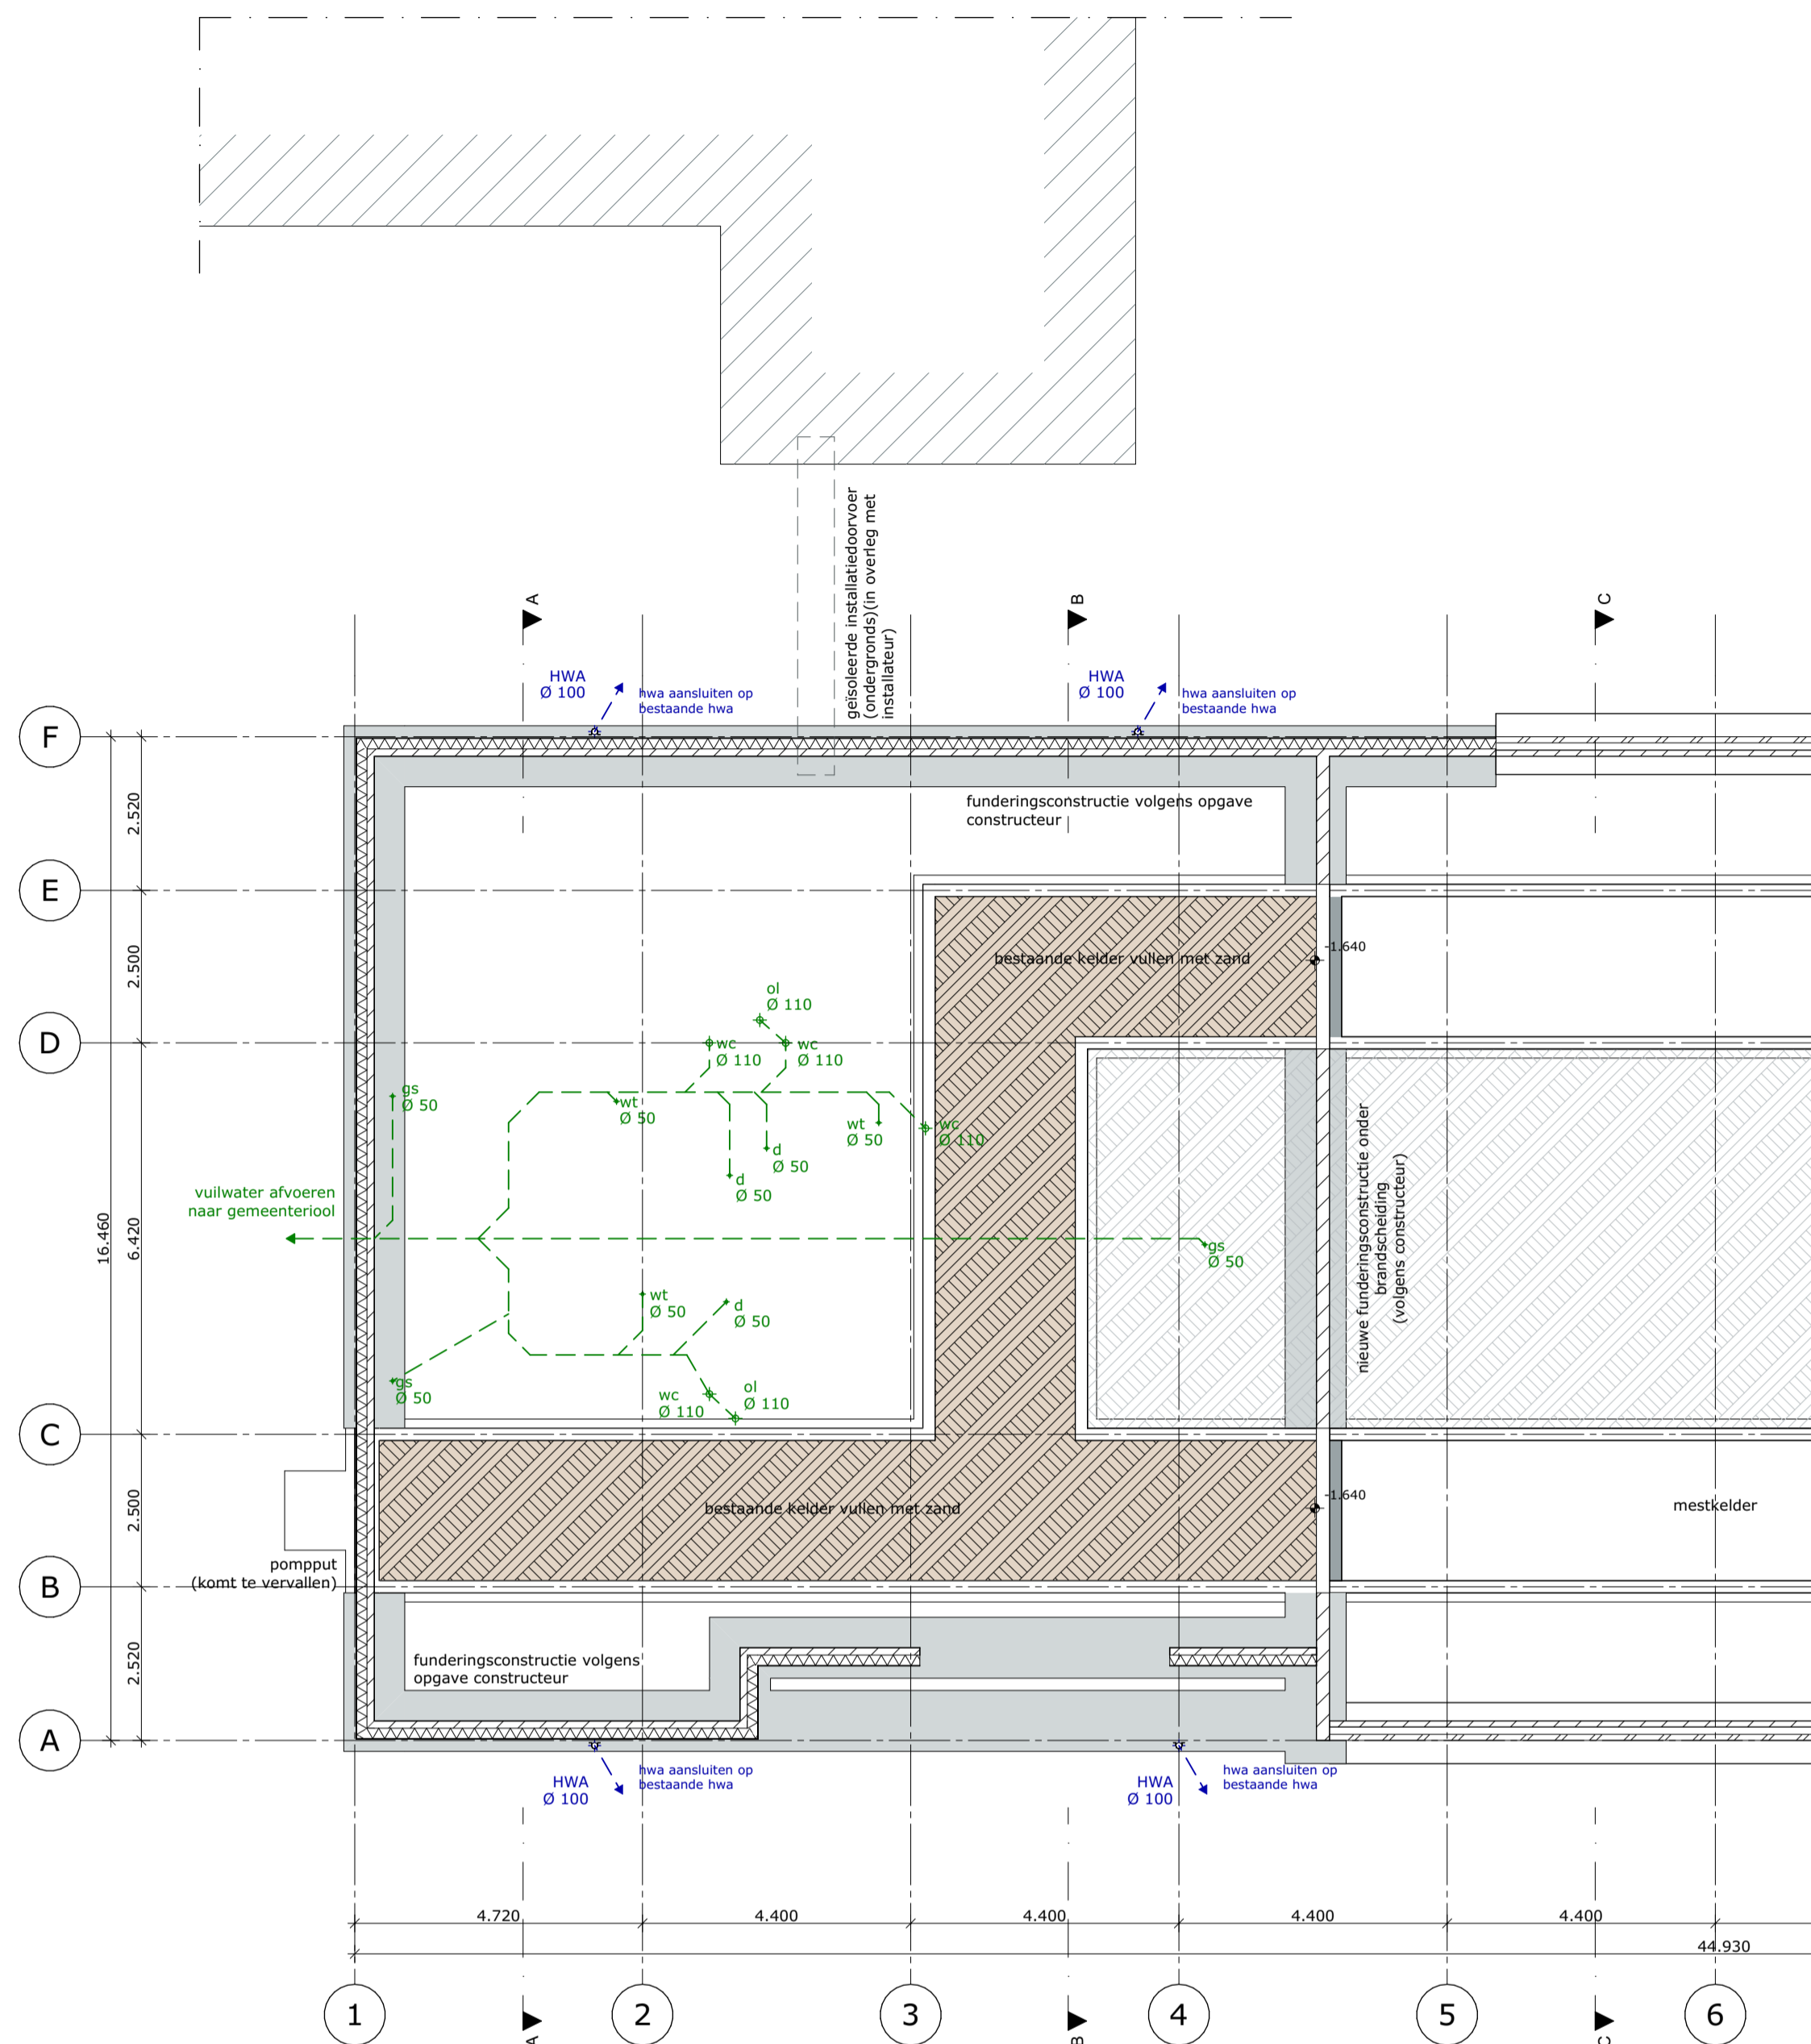 geïsoleerde installatiedoorvoer
(ondergronds)(in overleg met
installateur)
A
B
C
HWA
Ø 100
hwa aansluiten op
bestaande hwa
HWA
Ø 100
hwa aansluiten op
bestaande hwa
F
E
D
C
B
A
2.520
2.500
6.420
2.500
2.520
16.460
funderingsconstructie volgens opgave
constructeur
bestaande kelder vullen met zand
-1.640
ol
Ø 110
wc
Ø 110
wc
Ø 110
gs
Ø 50
wt
Ø 50
wt
Ø 50
wc
Ø 110
d
Ø 50
d
Ø 50
vuilwater afvoeren
naar gemeenteriool
gs
Ø 50
nieuwe funderingsconstructie onder
brandscheiding
(volgens constructeur)
wt
Ø 50
d
Ø 50
gs
Ø 50
wc
Ø 110
ol
Ø 110
bestaande kelder vullen met zand
-1.640
mestkelder
pompput
(komt te vervallen)
funderingsconstructie volgens
opgave constructeur
HWA
Ø 100
hwa aansluiten op
bestaande hwa
HWA
Ø 100
hwa aansluiten op
bestaande hwa
4.720
4.400
4.400
4.400
4.400
44.930
1
2
3
4
5
6
A
B
C